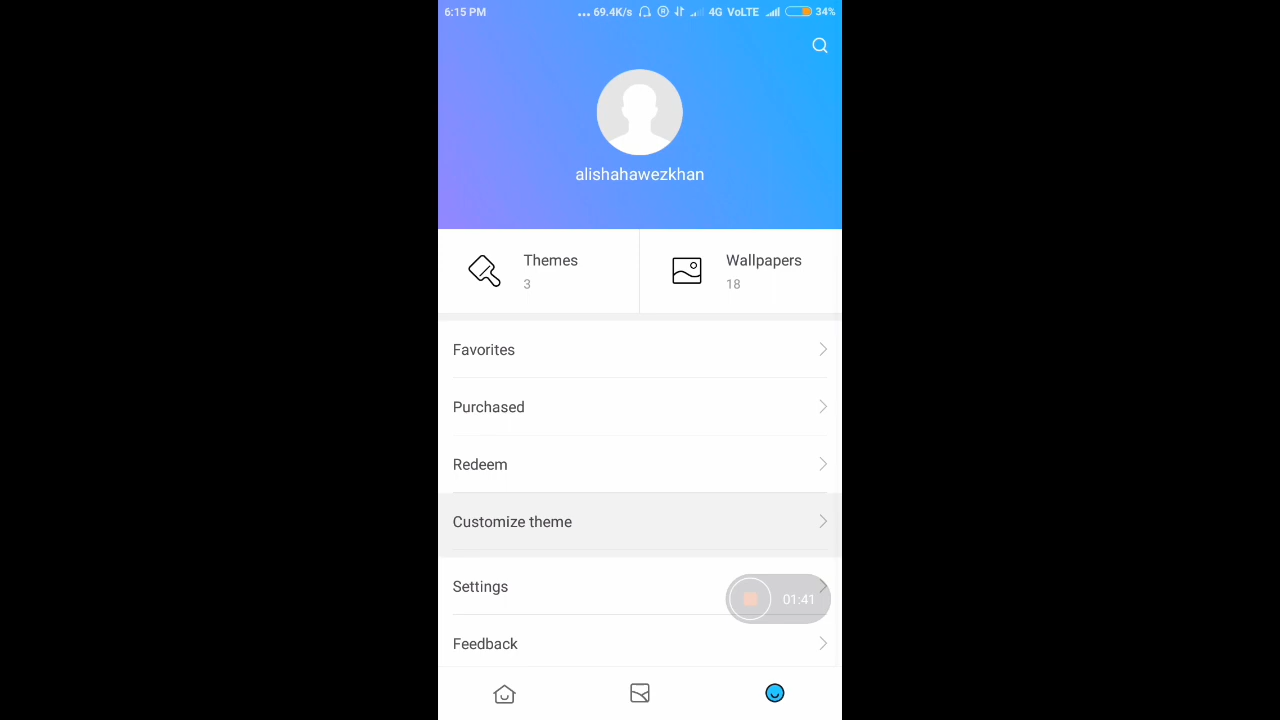 6:15 PM ... 69.4K/s 4G VoLTE 34%
alishahawezkhan
Themes
3
Wallpapers
18
Favorites
Purchased
Redeem
Customize theme
Settings
01:41
Feedback